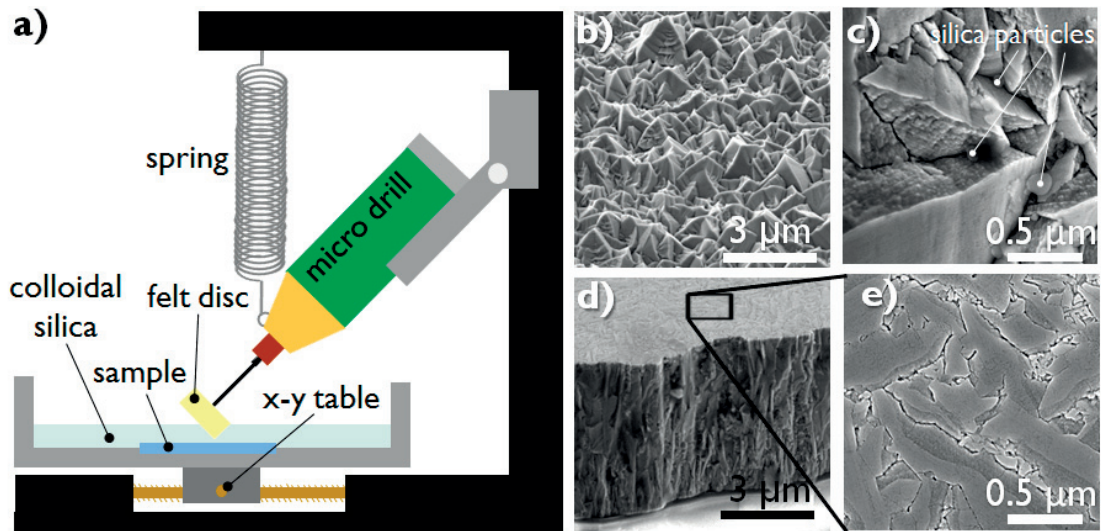 a)
spring
micro drill
colloidal
silica
felt disc
sample
x-y table
b)
3 µm
c)
silica particles
0.5 µm
d)
3 µm
e)
0.5 µm